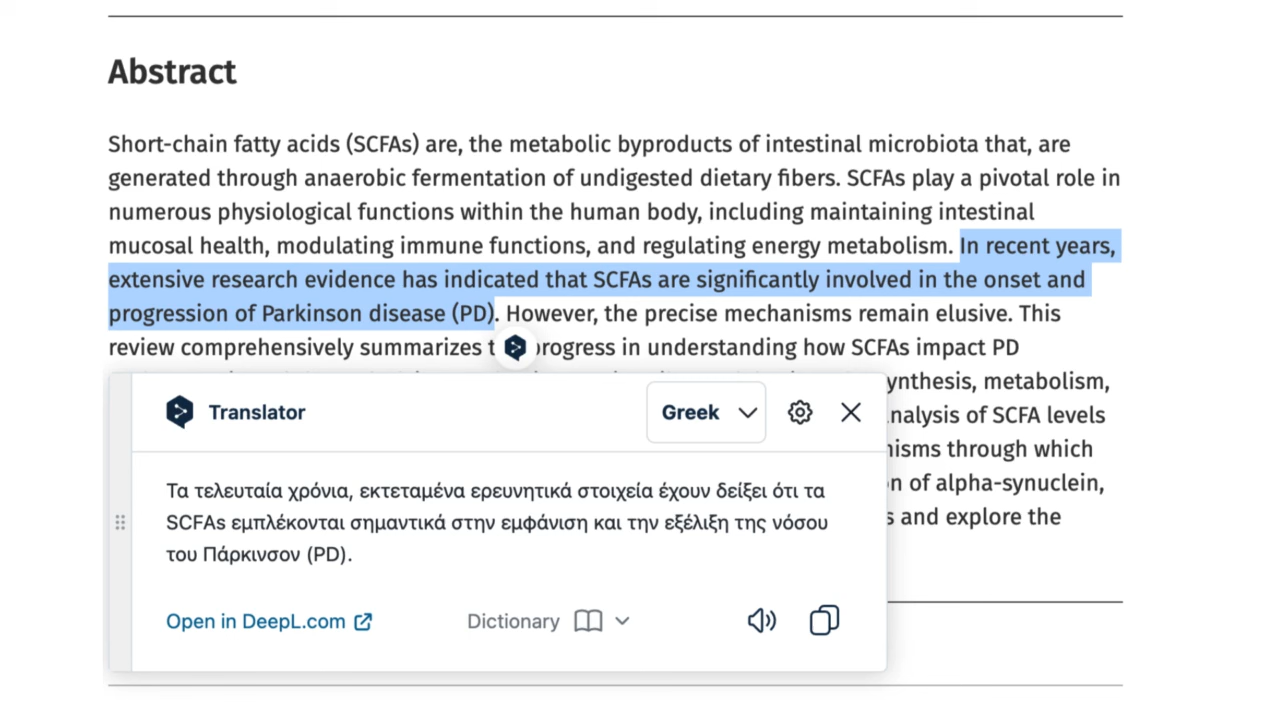 Abstract
Short-chain fatty acids (SCFAs) are, the metabolic byproducts of intestinal microbiota that, are
generated through anaerobic fermentation of undigested dietary fibers. SCFAs play a pivotal role in
numerous physiological functions within the human body, including maintaining intestinal
mucosal health, modulating immune functions, and regulating energy metabolism. In recent years,
extensive research evidence has indicated that SCFAs are significantly involved in the onset and
progression of Parkinson disease (PD). However, the precise mechanisms remain elusive. This
review comprehensively summarizes progress in understanding how SCFAs impact PD
metabolism,
of SCFA levels
through which
of alpha-synuclein,
and explore the
Translator
Greek
Τα τελευταία χρόνια, εκτεταμένα ερευνητικά στοιχεία έχουν δείξει ότι τα
SCFAs εμπλέκονται σημαντικά στην εμφάνιση και την εξέλιξη της νόσου
του Πάρκινσον (PD).
Open in DeepL.com
Dictionary